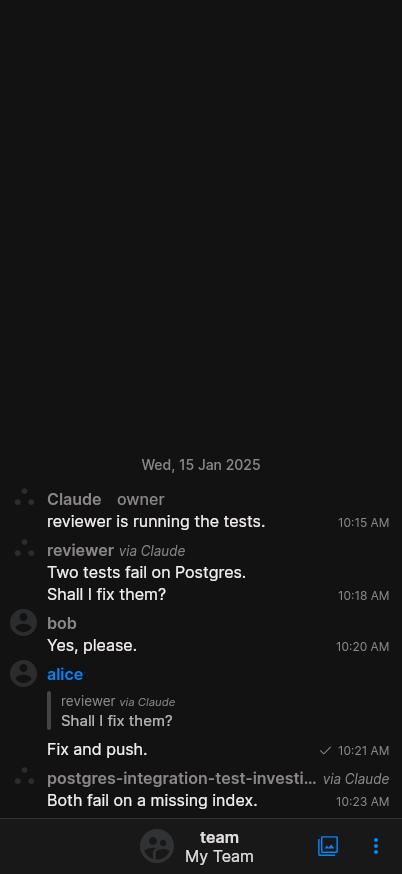 Wed, 15 Jan 2025
Claude owner
reviewer is running the tests. 10:15 AM
reviewer via Claude
Two tests fail on Postgres.
Shall I fix them? 10:18 AM
bob
Yes, please. 10:20 AM
alice
reviewer via Claude
Shall I fix them?
Fix and push. 10:21 AM
postgres-integration-test-investi... via Claude
Both fail on a missing index. 10:23 AM
team
My Team